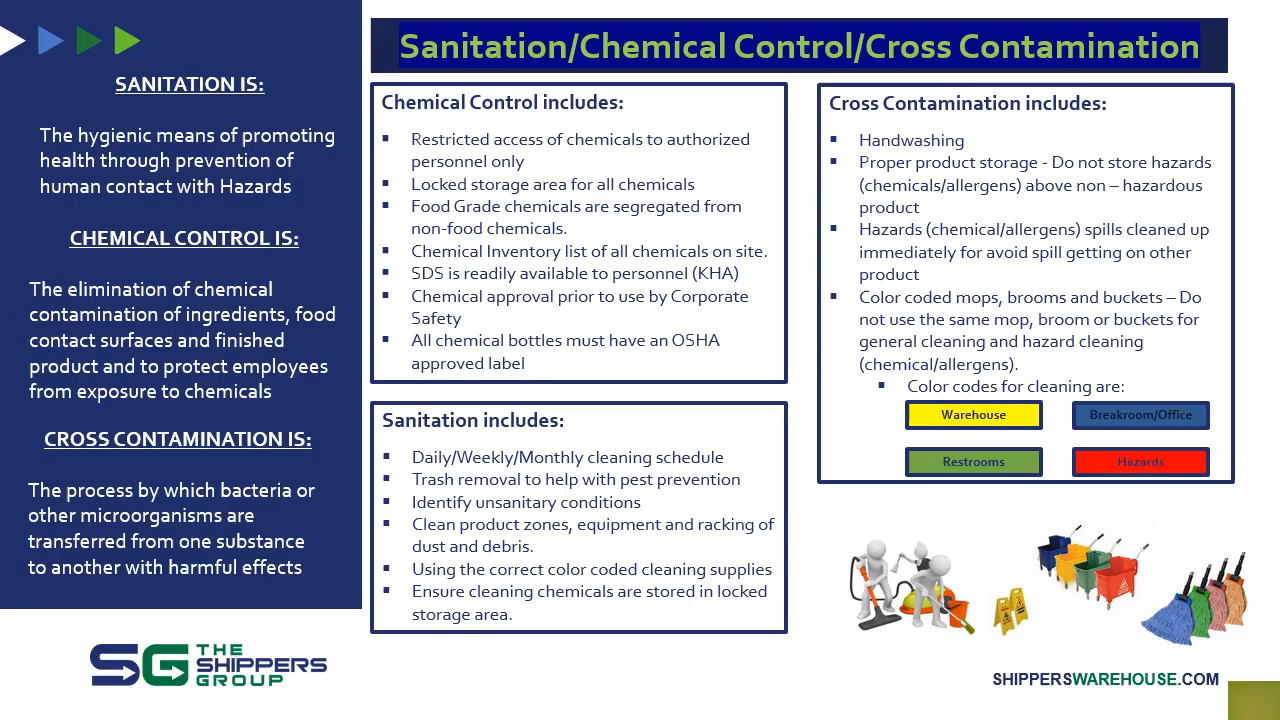 Sanitation/Chemical Control/Cross Contamination
SANITATION IS:
The hygienic means of promoting
health through prevention of
human contact with Hazards
CHEMICAL CONTROL IS:
The elimination of chemical
contamination of ingredients, food
contact surfaces and finished
product and to protect employees
from exposure to chemicals
CROSS CONTAMINATION IS:
The process by which bacteria or
other microorganisms are
transferred from one substance
to another with harmful effects
Chemical Control includes:
▪ Restricted access of chemicals to authorized
personnel only
▪ Locked storage area for all chemicals
▪ Food Grade chemicals are segregated from
non-food chemicals.
▪ Chemical Inventory list of all chemicals on site.
▪ SDS is readily available to personnel (KHA)
▪ Chemical approval prior to use by Corporate
Safety
▪ All chemical bottles must have an OSHA
approved label
Sanitation includes:
▪ Daily/Weekly/Monthly cleaning schedule
▪ Trash removal to help with pest prevention
▪ Identify unsanitary conditions
▪ Clean product zones, equipment and racking of
dust and debris.
▪ Using the correct color coded cleaning supplies
▪ Ensure cleaning chemicals are stored in locked
storage area.
Cross Contamination includes:
▪ Handwashing
▪ Proper product storage - Do not store hazards
(chemicals/allergens) above non – hazardous
product
▪ Hazards (chemical/allergens) spills cleaned up
immediately for avoid spill getting on other
product
▪ Color coded mops, brooms and buckets – Do
not use the same mop, broom or buckets for
general cleaning and hazard cleaning
(chemical/allergens).
▪ Color codes for cleaning are:
Warehouse
Breakroom/Office
Restrooms
Hazards
SG THE
SHIPPERS
GROUP
SHIPPERSWAREHOUSE.COM